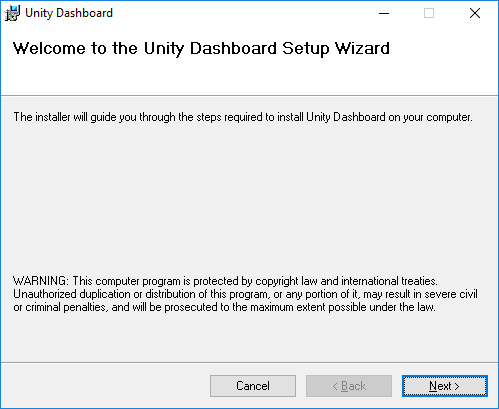 Unity Dashboard
Welcome to the Unity Dashboard Setup Wizard
The installer will guide you through the steps required to install Unity Dashboard on your computer.
WARNING: This computer program is protected by copyright law and international treaties.
Unauthorized duplication or distribution of this program, or any portion of it, may result in severe civil
or criminal penalties, and will be prosecuted to the maximum extent possible under the law.
Cancel < Back Next >